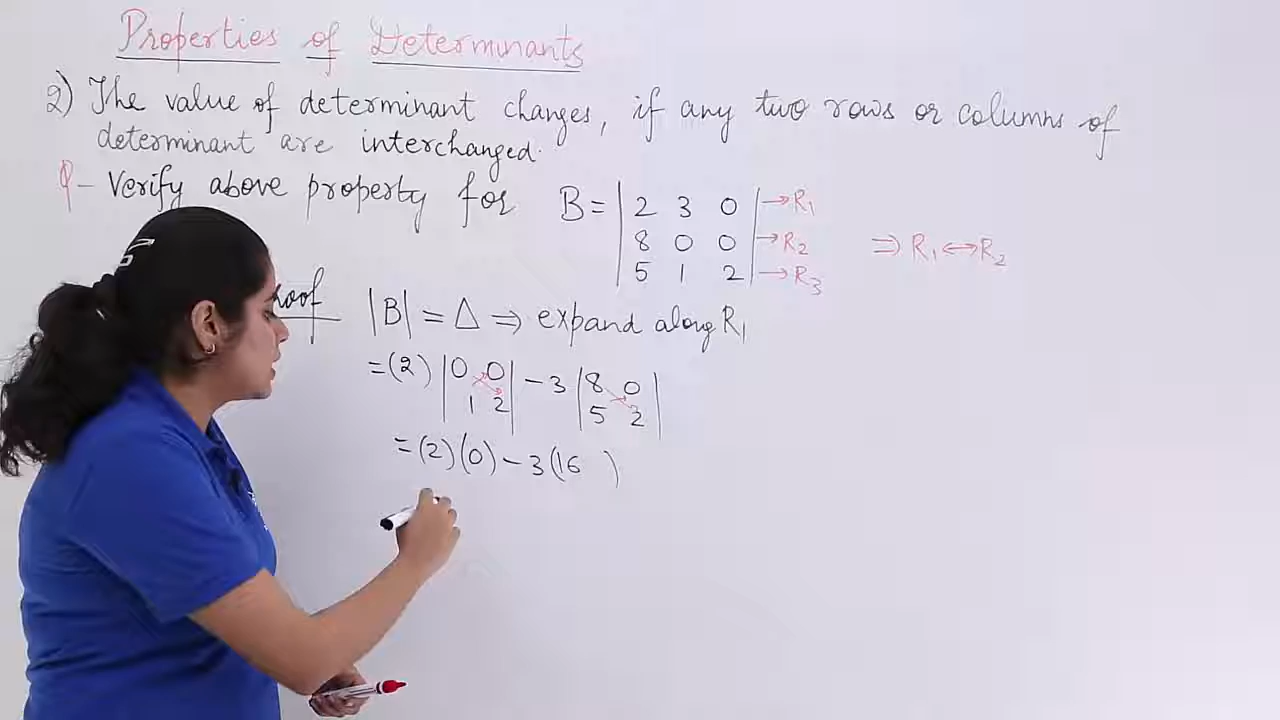 Properties of Determinants
2) The value of determinant changes, if any two rows or columns of
determinant are interchanged.
Q- Verify above property for B = | 2 3 0 | → R1
| 8 0 0 | → R2 ⇒ R1 ↔ R2
| 5 1 2 | → R3
|B| = Δ ⇒ expand along R1
= (2) | 0 0 | - 3 | 8 0 |
| 1 2 | | 5 2 |
= (2)(0) - 3(16 )